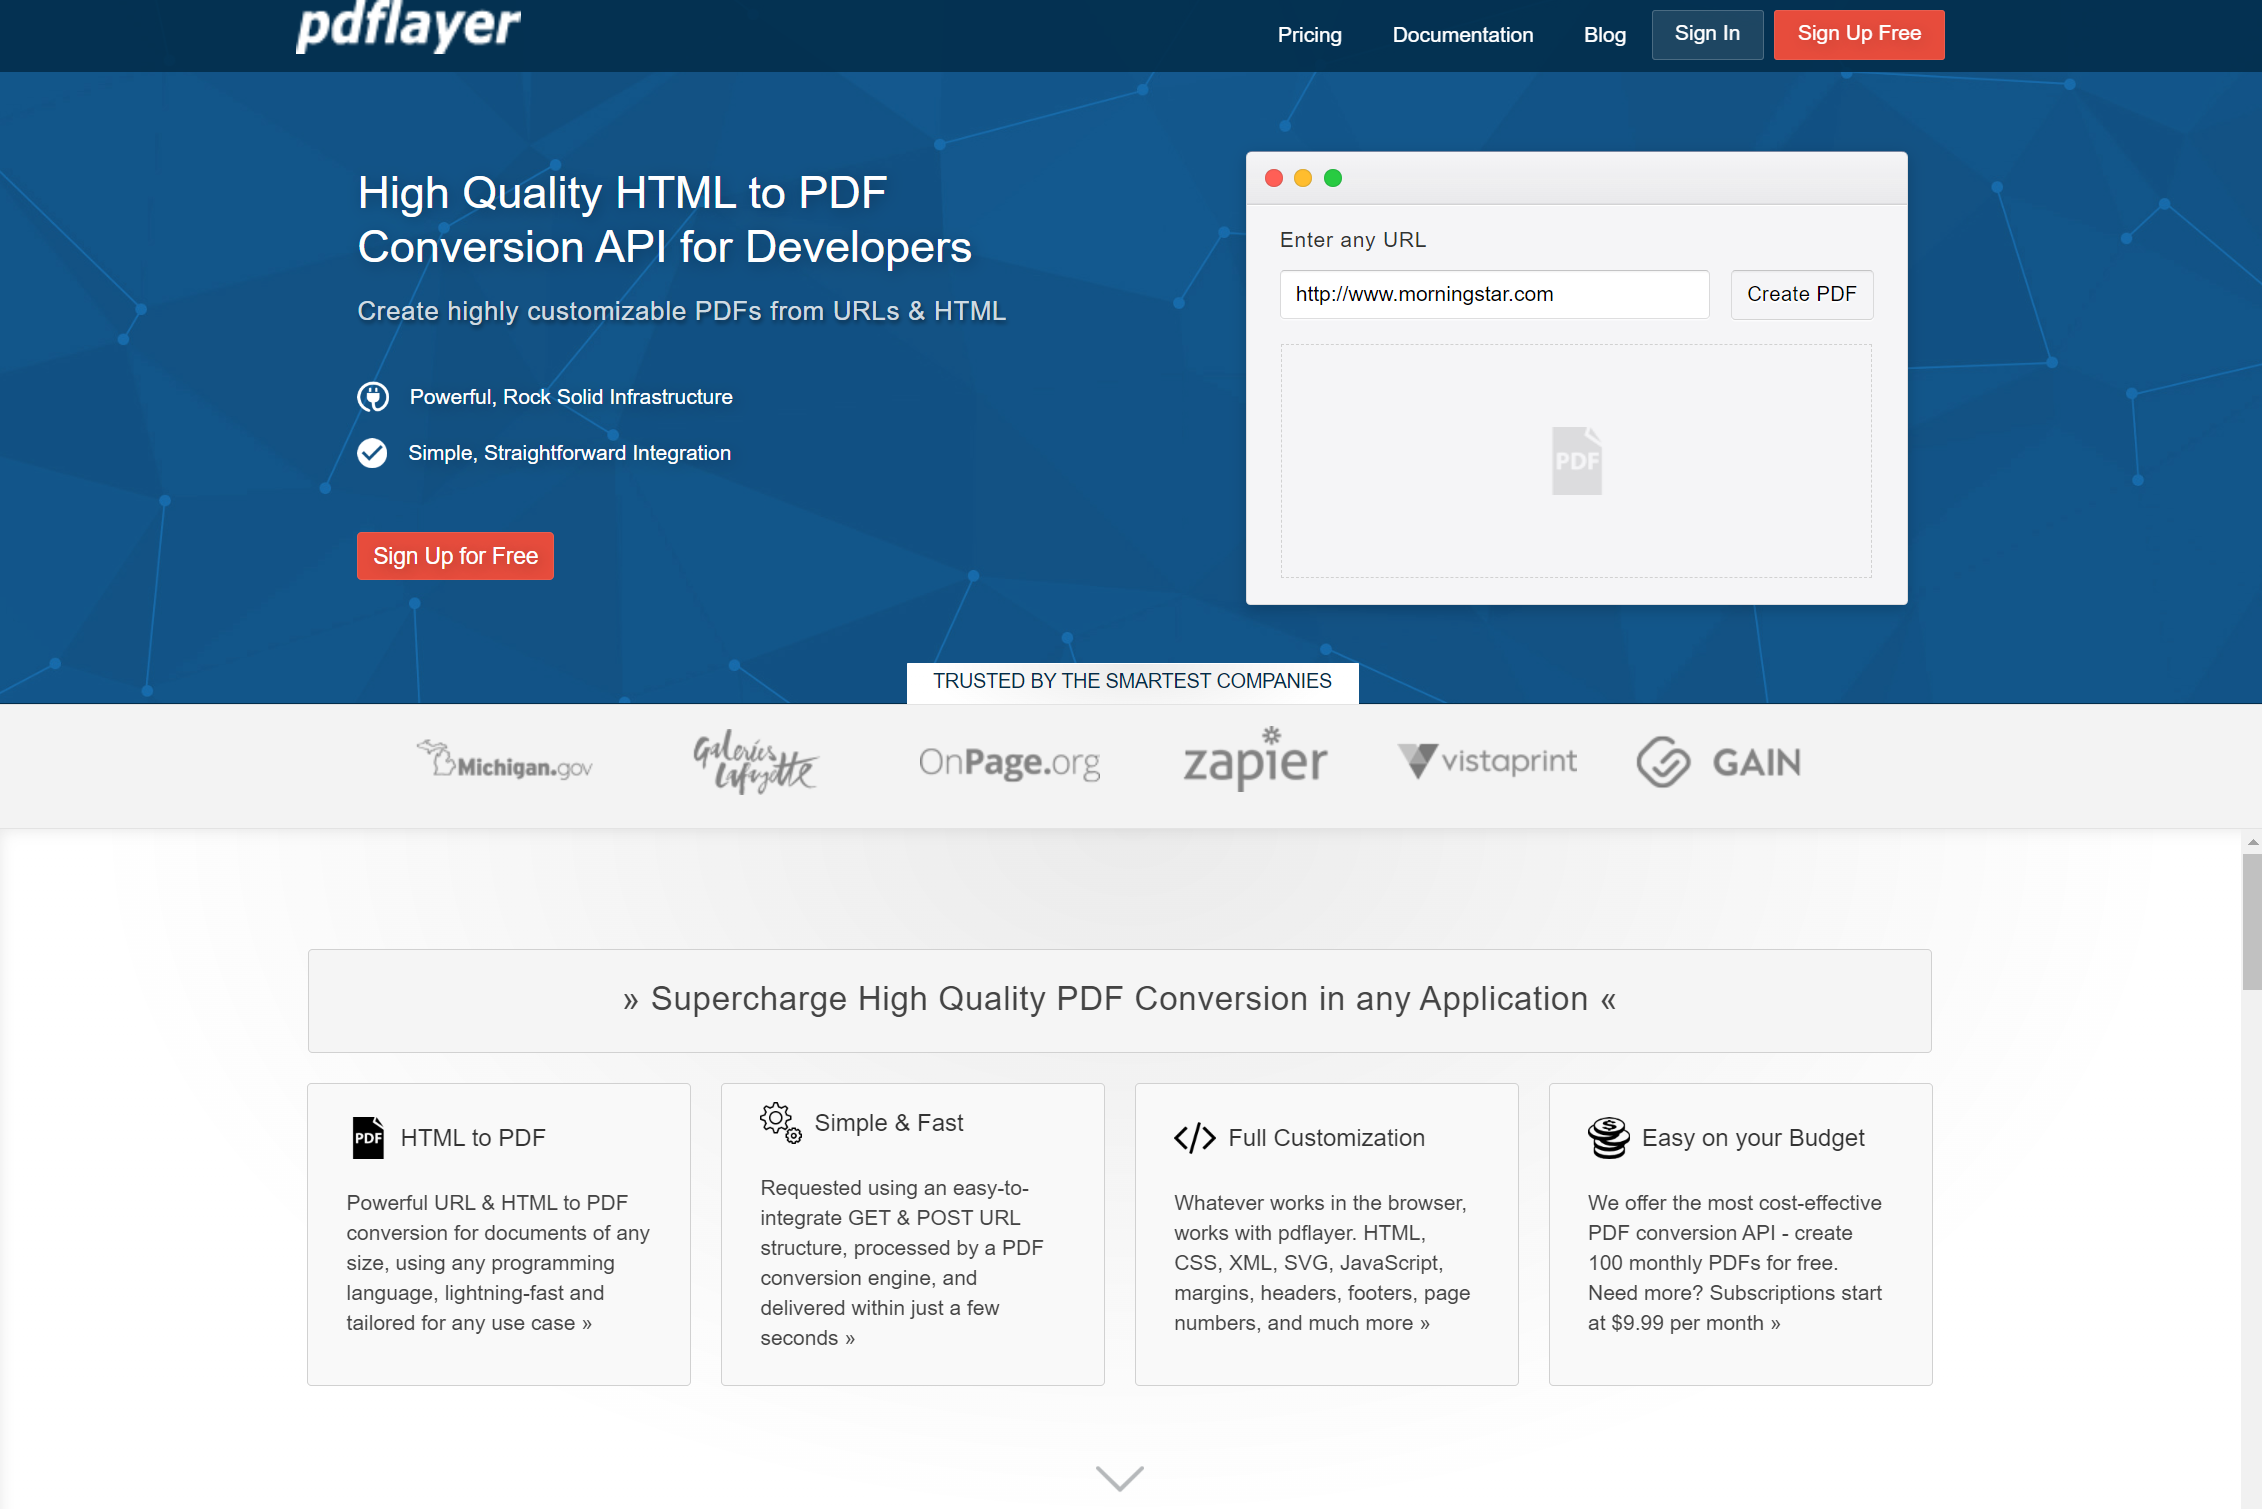 pdflayer
Pricing
Documentation
Blog
Sign In
Sign Up Free
High Quality HTML to PDF
Conversion API for Developers
Create highly customizable PDFs from URLs & HTML
Powerful, Rock Solid Infrastructure
Simple, Straightforward Integration
Sign Up for Free
Enter any URL
http://www.morningstar.com
Create PDF
PDF
TRUSTED BY THE SMARTEST COMPANIES
Michigan.gov
Galeries
Lafayette
OnPage.org
zapier
vistaprint
GAIN
» Supercharge High Quality PDF Conversion in any Application «
PDF
HTML to PDF
Powerful URL & HTML to PDF
conversion for documents of any
size, using any programming
language, lightning-fast and
tailored for any use case »
Simple & Fast
Requested using an easy-to-
integrate GET & POST URL
structure, processed by a PDF
conversion engine, and
delivered within just a few
seconds »
</> Full Customization
Whatever works in the browser,
works with pdflayer. HTML,
CSS, XML, SVG, JavaScript,
margins, headers, footers, page
numbers, and much more »
$
Easy on your Budget
We offer the most cost-effective
PDF conversion API - create
100 monthly PDFs for free.
Need more? Subscriptions start
at $9.99 per month »